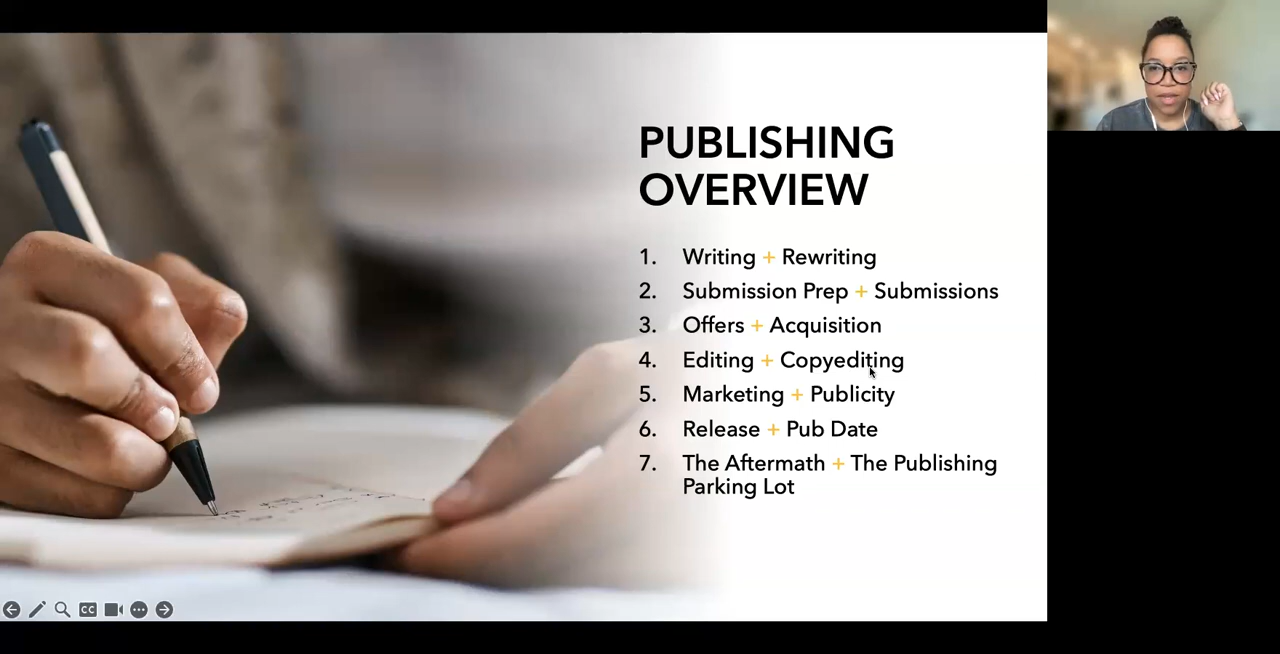 PUBLISHING
OVERVIEW
1. Writing + Rewriting
2. Submission Prep + Submissions
3. Offers + Acquisition
4. Editing + Copyediting
5. Marketing + Publicity
6. Release + Pub Date
7. The Aftermath + The Publishing
Parking Lot
CC